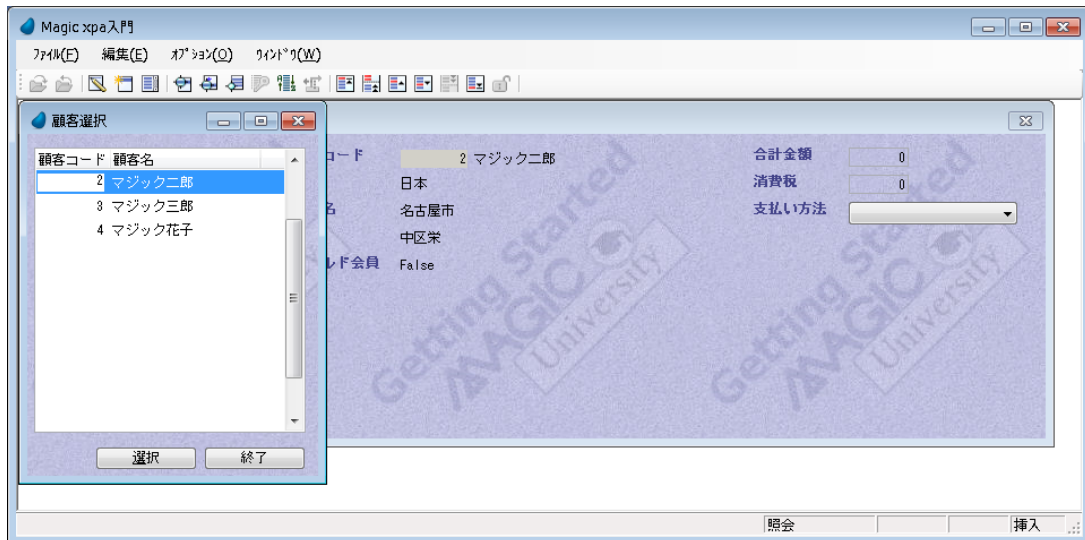 Magic xpa入門
ﾌｧｲﾙ(F) 編集(E) ｵﾌﾟｼｮﾝ(O) ｳｨﾝﾄﾞｳ(W)
顧客選択
顧客コード 顧客名
2 マジック二郎
3 マジック三郎
4 マジック花子
選択 終了
コード 2 マジック二郎
日本
名 名古屋市
中区栄
ルド会員 False
合計金額 0
消費税 0
支払い方法
Getting Started
MAGIC
University
Getting Started
MAGIC
University
照会 挿入